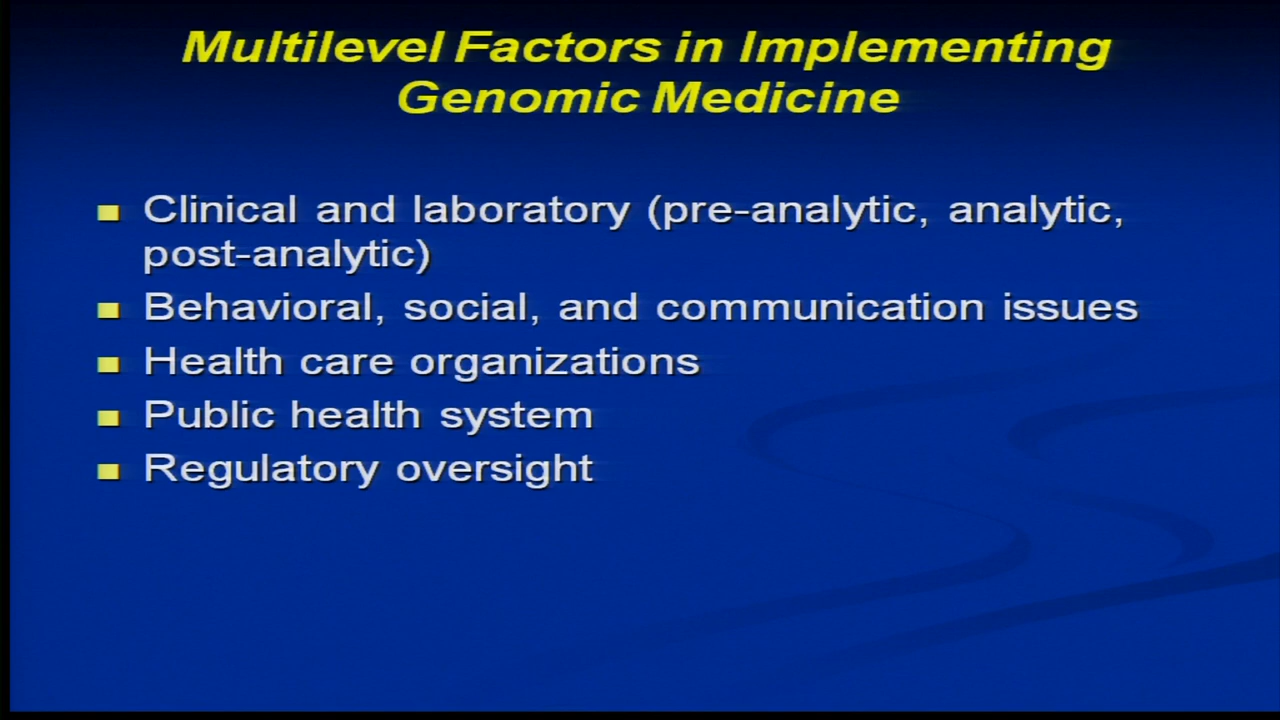 Multilevel Factors in Implementing
Genomic Medicine
Clinical and laboratory (pre-analytic, analytic,
post-analytic)
Behavioral, social, and communication issues
Health care organizations
Public health system
Regulatory oversight